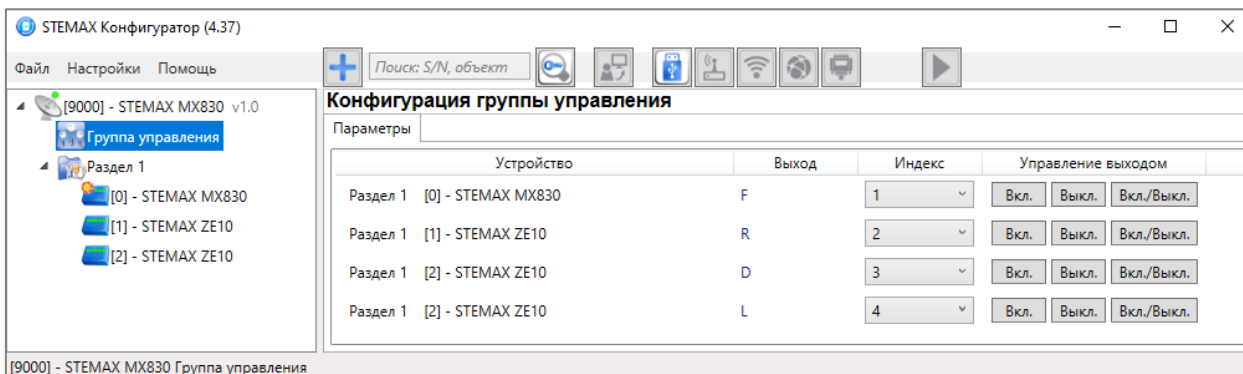 STEMAX Конфигуратор (4.37)
Файл Настройки Помощь
Поиск: S/N, объект
[9000] - STEMAX MX830 v1.0
Группа управления
Раздел 1
[0] - STEMAX MX830
[1] - STEMAX ZE10
[2] - STEMAX ZE10
Конфигурация группы управления
Параметры
Устройство Выход Индекс Управление выходом
Раздел 1 [0] - STEMAX MX830 F 1 Вкл. Выкл. Вкл./Выкл.
Раздел 1 [1] - STEMAX ZE10 R 2 Вкл. Выкл. Вкл./Выкл.
Раздел 1 [2] - STEMAX ZE10 D 3 Вкл. Выкл. Вкл./Выкл.
Раздел 1 [2] - STEMAX ZE10 L 4 Вкл. Выкл. Вкл./Выкл.
[9000] - STEMAX MX830 Группа управления